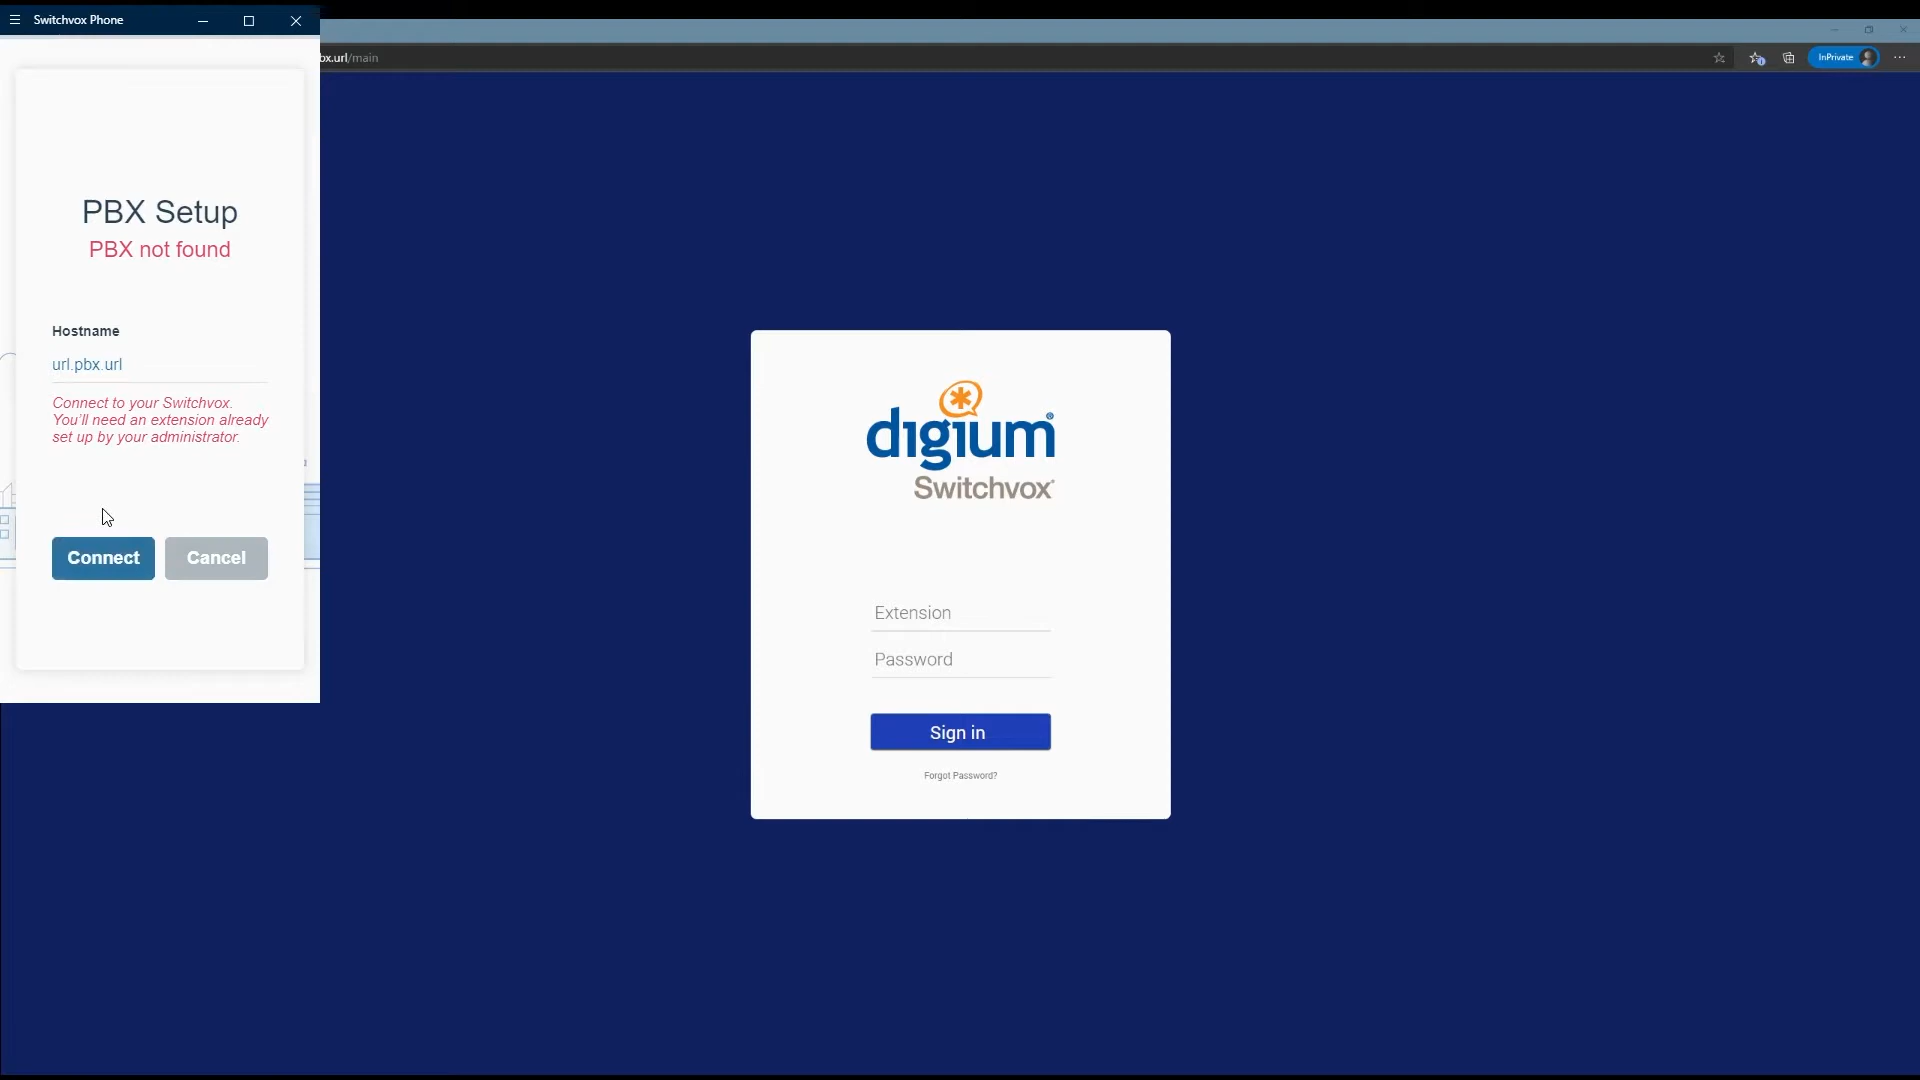 Switchvox Phone
bx.url/main
InPrivate
PBX Setup
PBX not found
Hostname
url.pbx.url
Connect to your Switchvox.
You'll need an extension already
set up by your administrator.
Connect
Cancel
digium®
Switchvox®
Extension
Password
Sign in
Forgot Password?